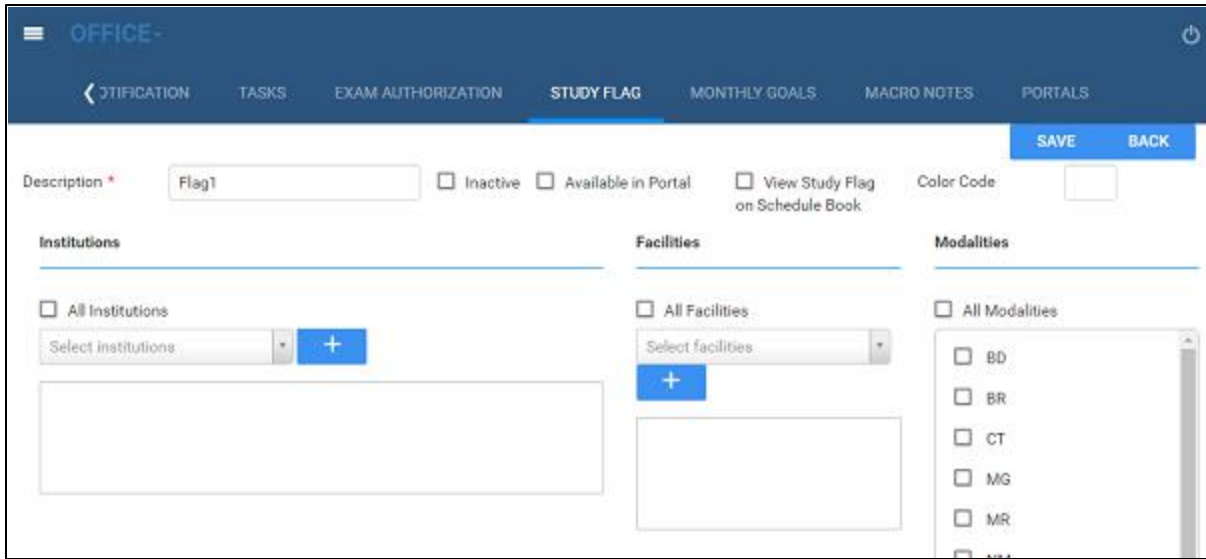 OFFICE-
OTIFICATION TASKS EXAM AUTHORIZATION STUDY FLAG MONTHLY GOALS MACRO NOTES PORTALS
SAVE BACK
Description * Flag1 Inactive Available in Portal View Study Flag Color Code
on Schedule Book
Institutions Facilities Modalities
All Institutions All Facilities All Modalities
Select institutions + Select facilities
BD
+
BR
CT
MG
MR